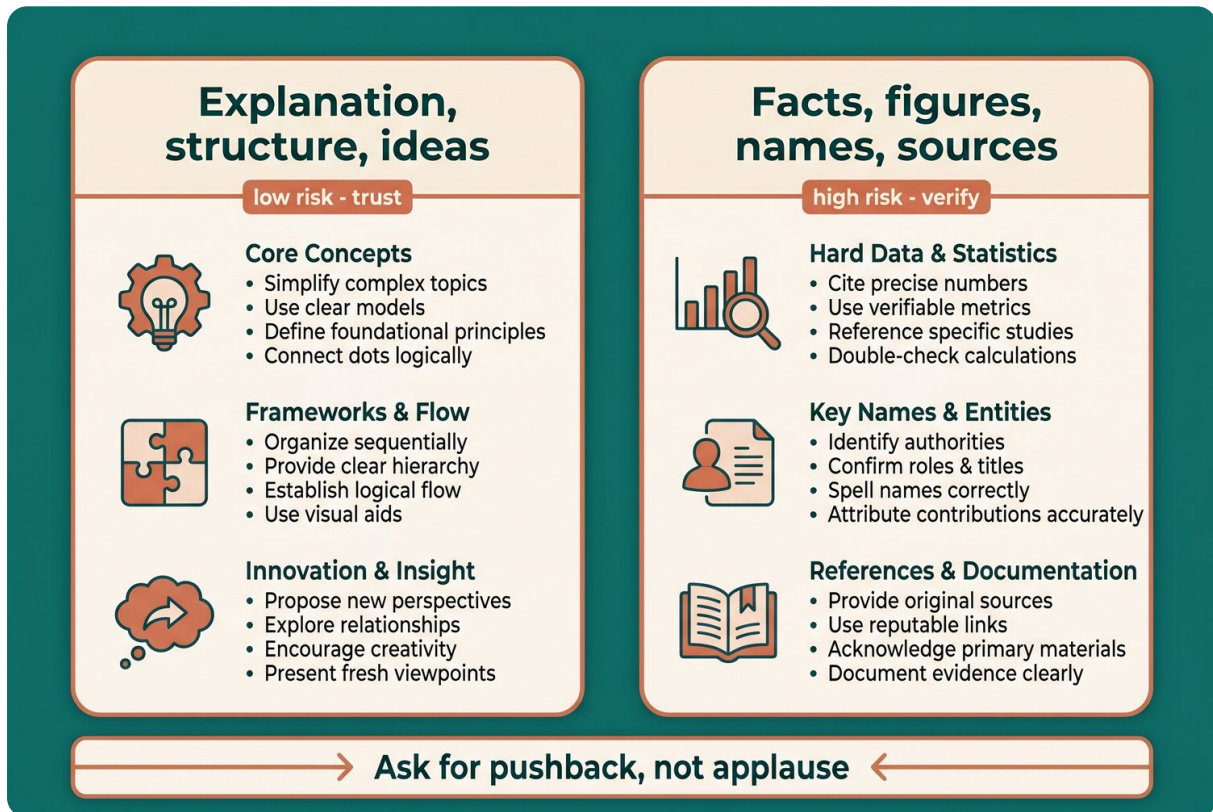 Explanation,
structure, ideas
low risk - trust
Core Concepts
• Simplify complex topics
• Use clear models
• Define foundational principles
• Connect dots logically
Frameworks & Flow
• Organize sequentially
• Provide clear hierarchy
• Establish logical flow
• Use visual aids
Innovation & Insight
• Propose new perspectives
• Explore relationships
• Encourage creativity
• Present fresh viewpoints
Facts, figures,
names, sources
high risk - verify
Hard Data & Statistics
• Cite precise numbers
• Use verifiable metrics
• Reference specific studies
• Double-check calculations
Key Names & Entities
• Identify authorities
• Confirm roles & titles
• Spell names correctly
• Attribute contributions accurately
References & Documentation
• Provide original sources
• Use reputable links
• Acknowledge primary materials
• Document evidence clearly
Ask for pushback, not applause